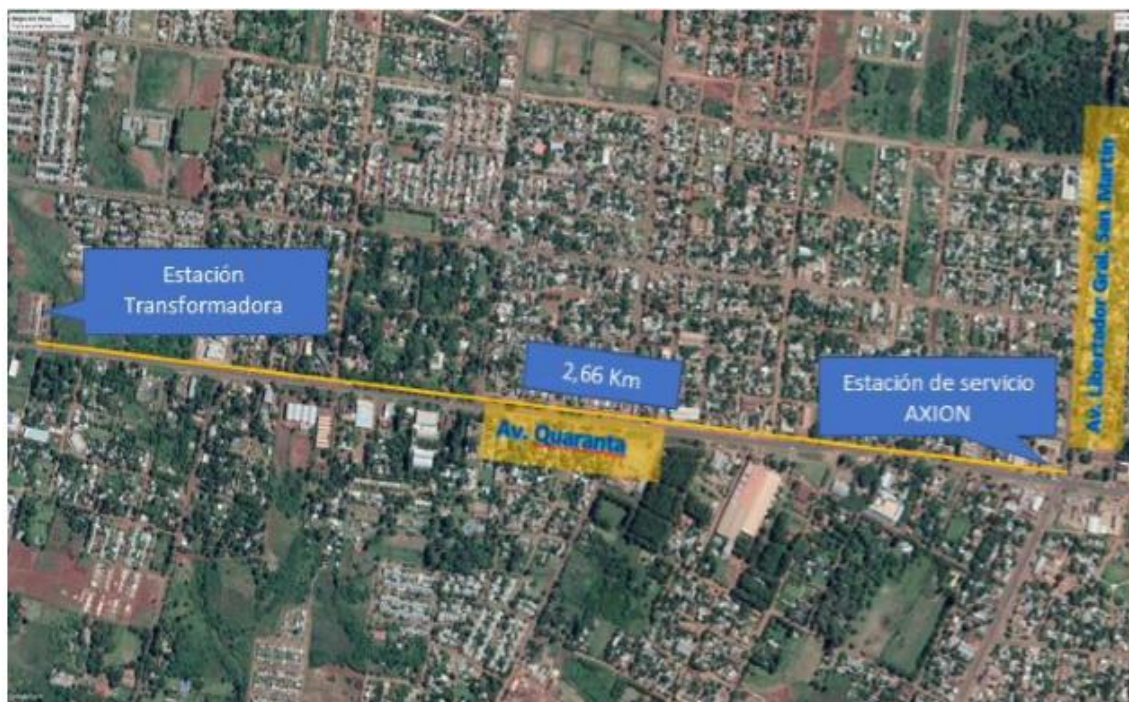 Estación
Transformadora
2,66 Km
Av. Quaranta
Estación de servicio
AXION
Av. Libertador Gral. San Martín